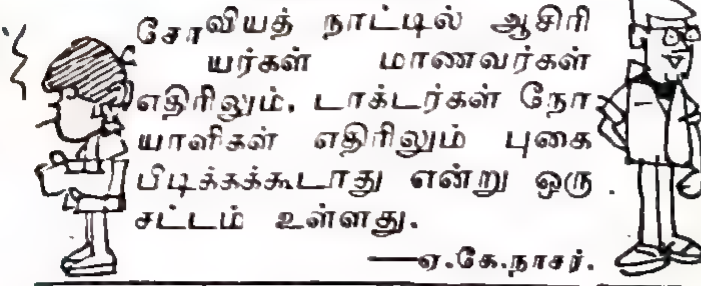 சோவியத் நாட்டில் ஆசிரி
யர்கள் மாணவர்கள்
எதிரிலும், டாக்டர்கள் நோ
யாளிகள் எதிரிலும் புகை
பிடிக்கக்கூடாது என்று ஒரு
சட்டம் உள்ளது.
—ஏ.கே.நாசர்.